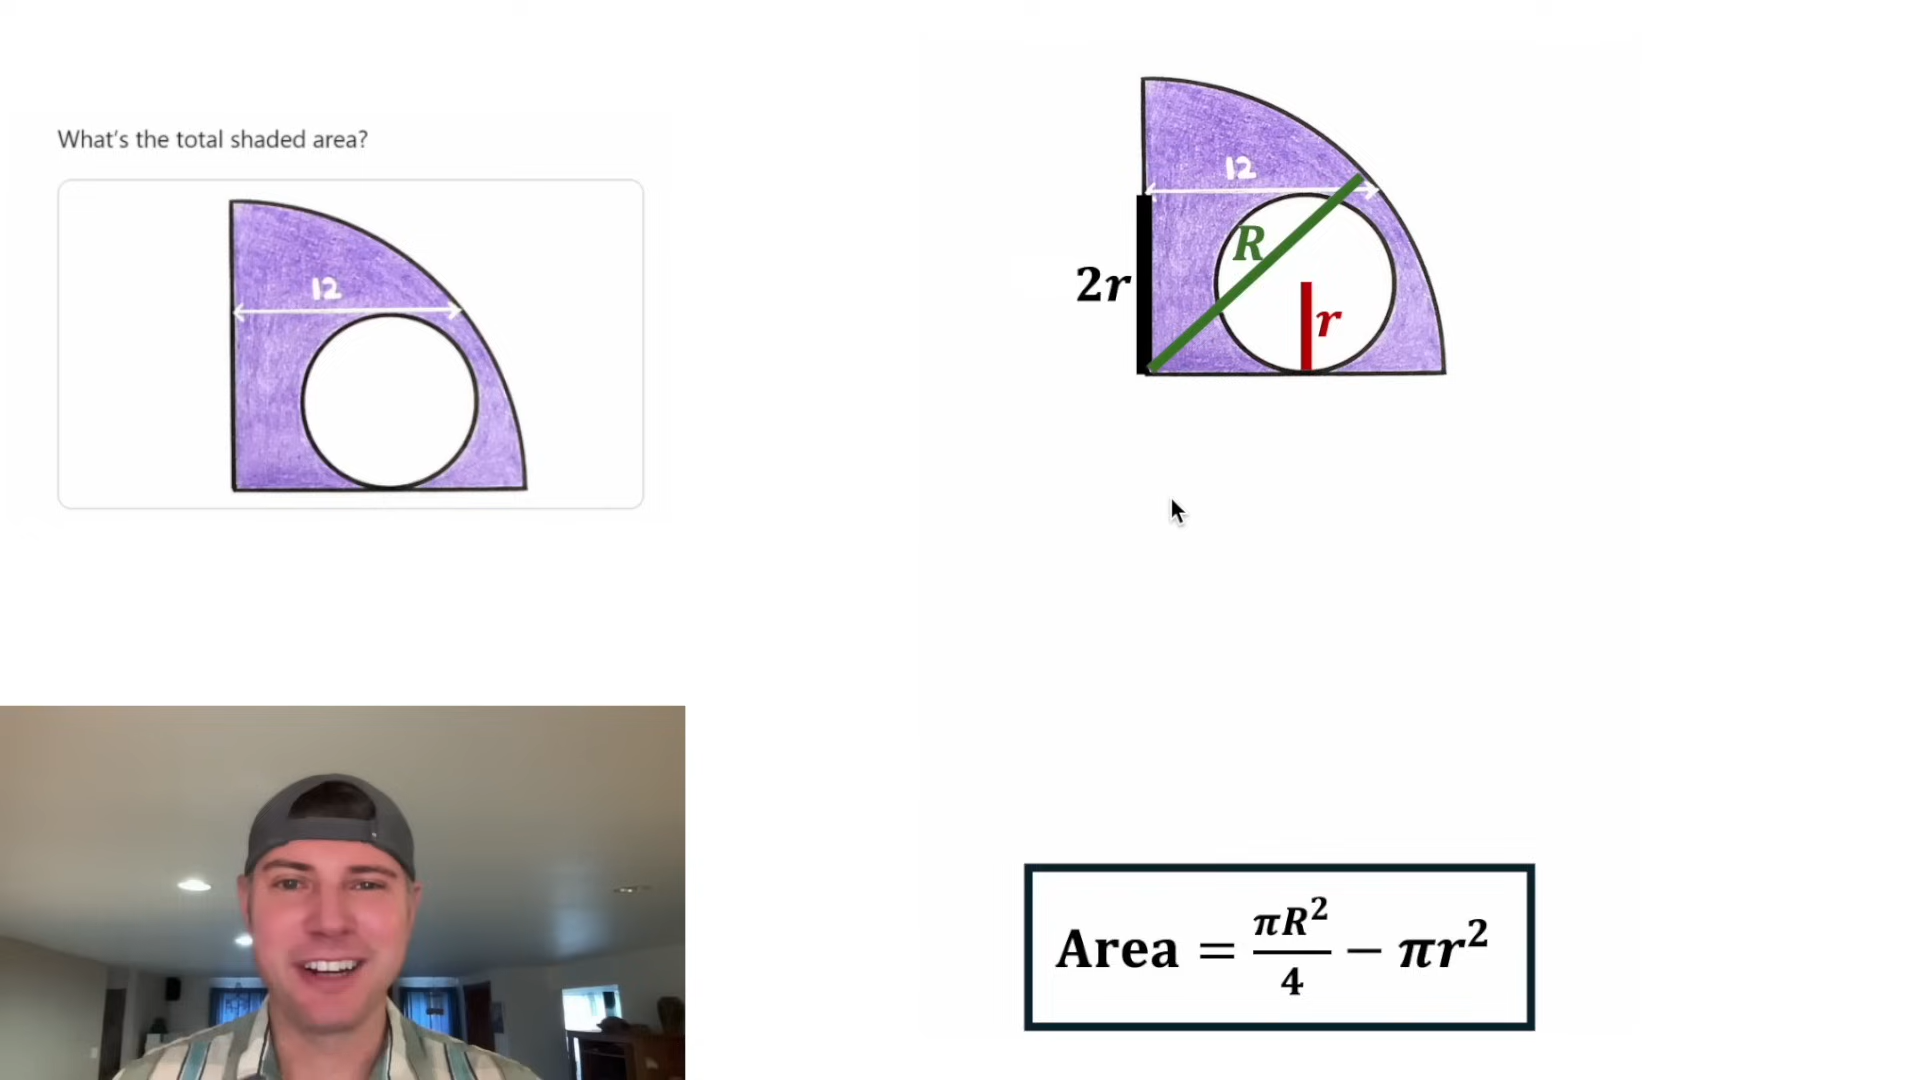 What's the total shaded area?
12
12
R
2r
r
Area = πR²/4 − πr²